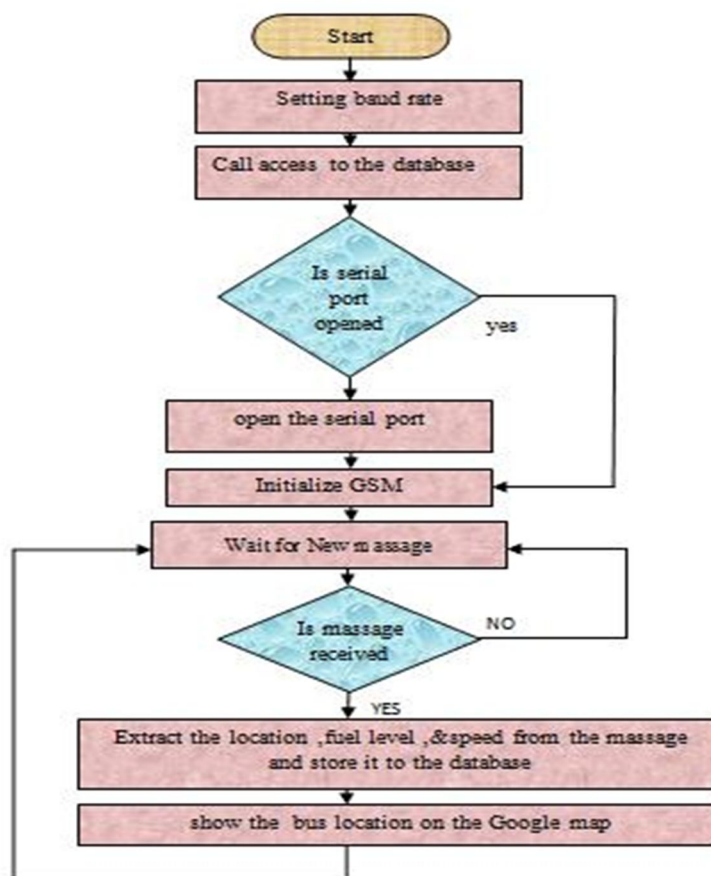 Start
Setting baud rate
Call access to the database
Is serial
port
opened
yes
open the serial port
Initialize GSM
Wait for New massage
Is massage
received
NO
YES
Extract the location ,fuel level ,&speed from the massage
and store it to the database
show the bus location on the Google map